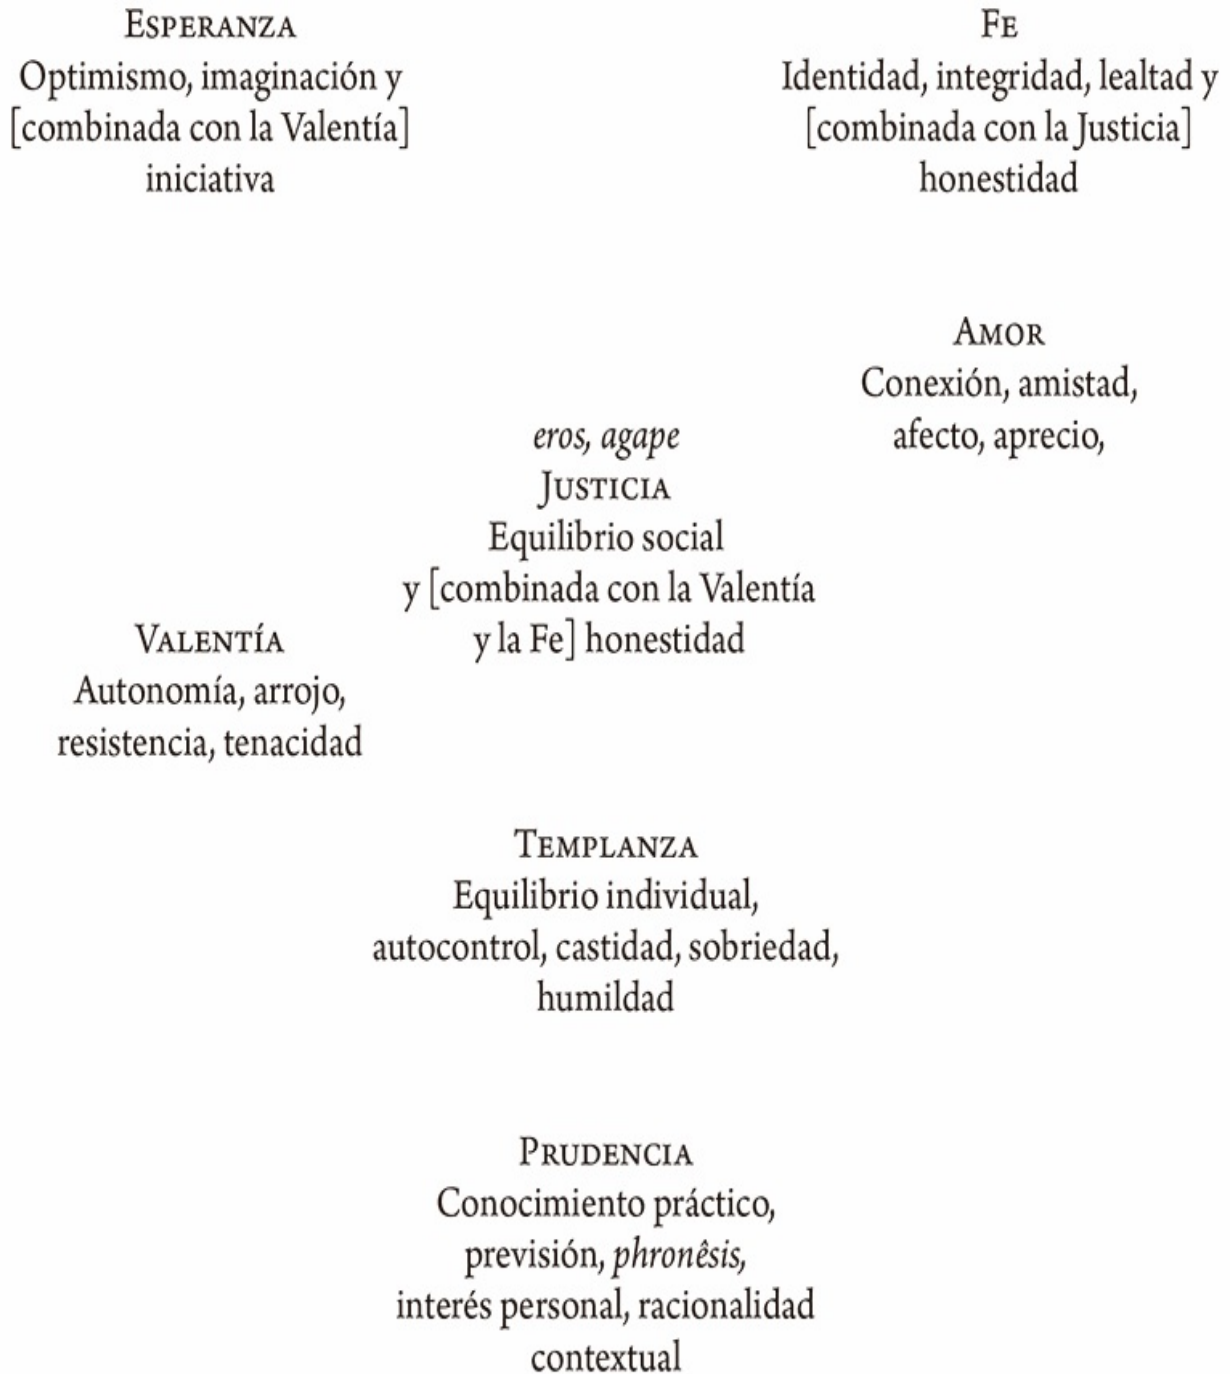 ESPERANZA
Optimismo, imaginación y
[combinada con la Valentía]
iniciativa
FE
Identidad, integridad, lealtad y
[combinada con la Justicia]
honestidad
AMOR
Conexión, amistad,
afecto, aprecio,
eros, agape
JUSTICIA
Equilibrio social
y [combinada con la Valentía
y la Fe] honestidad
VALENTÍA
Autonomía, arrojo,
resistencia, tenacidad
TEMPLANZA
Equilibrio individual,
autocontrol, castidad, sobriedad,
humildad
PRUDENCIA
Conocimiento práctico,
previsión, phronêsis,
interés personal, racionalidad
contextual